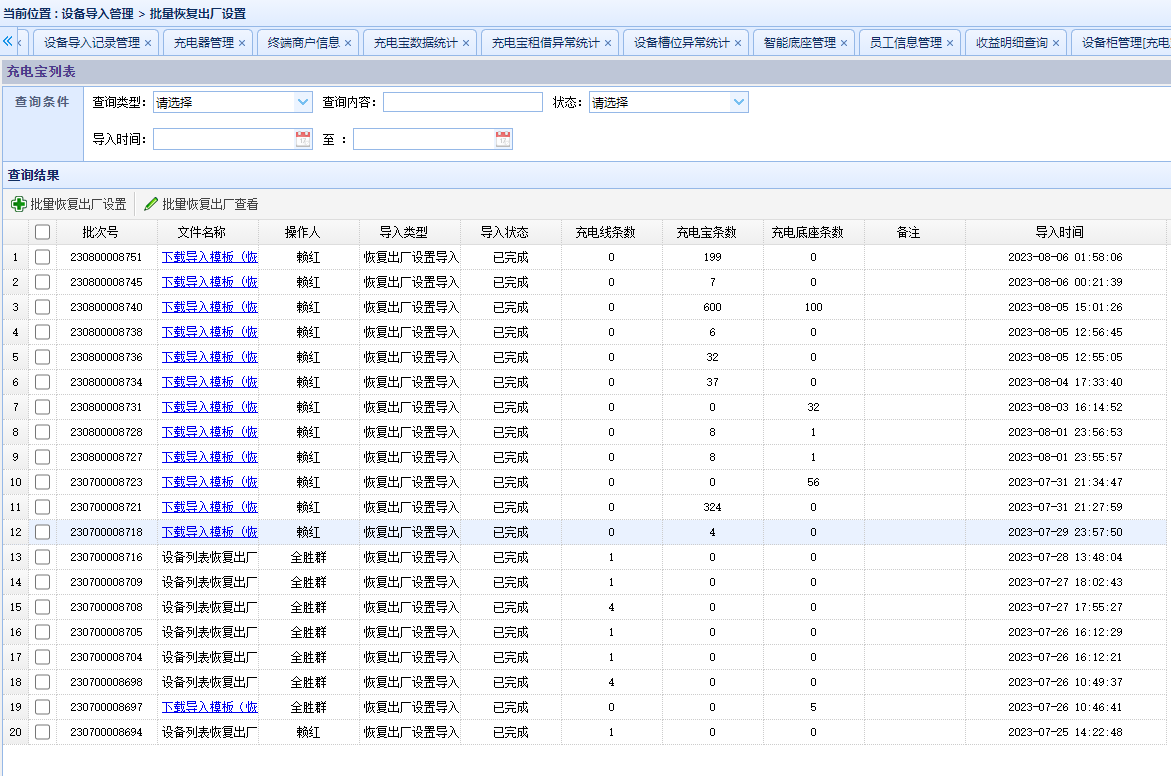 当前位置：设备导入管理 > 批量恢复出厂设置
设备导入记录管理 × 充电器管理 × 终端商户信息 × 充电宝数据统计 × 充电宝租借异常统计 × 设备槽位异常统计 × 智能底座管理 × 员工信息管理 × 收益明细查询 × 设备柜管理[充电
充电宝列表
查询条件 查询类型: 请选择 查询内容: 状态: 请选择
导入时间: 至 :
查询结果
批量恢复出厂设置 批量恢复出厂查看
批次号 文件名称 操作人 导入类型 导入状态 充电线条数 充电宝条数 充电底座条数 备注 导入时间
1 230800008751 下载导入模板（恢 赖红 恢复出厂设置导入 已完成 0 199 0 2023-08-06 01:58:06
2 230800008745 下载导入模板（恢 赖红 恢复出厂设置导入 已完成 0 7 0 2023-08-06 00:21:39
3 230800008740 下载导入模板（恢 赖红 恢复出厂设置导入 已完成 0 600 100 2023-08-05 15:01:26
4 230800008738 下载导入模板（恢 赖红 恢复出厂设置导入 已完成 0 6 0 2023-08-05 12:56:45
5 230800008736 下载导入模板（恢 赖红 恢复出厂设置导入 已完成 0 32 0 2023-08-05 12:55:05
6 230800008734 下载导入模板（恢 赖红 恢复出厂设置导入 已完成 0 37 0 2023-08-04 17:33:40
7 230800008731 下载导入模板（恢 赖红 恢复出厂设置导入 已完成 0 0 32 2023-08-03 16:14:52
8 230800008728 下载导入模板（恢 赖红 恢复出厂设置导入 已完成 0 8 1 2023-08-01 23:56:53
9 230800008727 下载导入模板（恢 赖红 恢复出厂设置导入 已完成 0 8 1 2023-08-01 23:55:57
10 230700008723 下载导入模板（恢 赖红 恢复出厂设置导入 已完成 0 0 56 2023-07-31 21:34:47
11 230700008721 下载导入模板（恢 赖红 恢复出厂设置导入 已完成 0 324 0 2023-07-31 21:27:59
12 230700008718 下载导入模板（恢 赖红 恢复出厂设置导入 已完成 0 4 0 2023-07-29 23:57:50
13 230700008716 设备列表恢复出厂 全胜群 恢复出厂设置导入 已完成 1 0 0 2023-07-28 13:48:04
14 230700008709 设备列表恢复出厂 全胜群 恢复出厂设置导入 已完成 1 0 0 2023-07-27 18:02:43
15 230700008708 设备列表恢复出厂 全胜群 恢复出厂设置导入 已完成 4 0 0 2023-07-27 17:55:27
16 230700008705 设备列表恢复出厂 全胜群 恢复出厂设置导入 已完成 1 0 0 2023-07-26 16:12:29
17 230700008704 设备列表恢复出厂 全胜群 恢复出厂设置导入 已完成 1 0 0 2023-07-26 16:12:21
18 230700008698 设备列表恢复出厂 全胜群 恢复出厂设置导入 已完成 4 0 0 2023-07-26 10:49:37
19 230700008697 下载导入模板（恢 全胜群 恢复出厂设置导入 已完成 0 0 5 2023-07-26 10:46:41
20 230700008694 设备列表恢复出厂 赖红 恢复出厂设置导入 已完成 1 0 0 2023-07-25 14:22:48